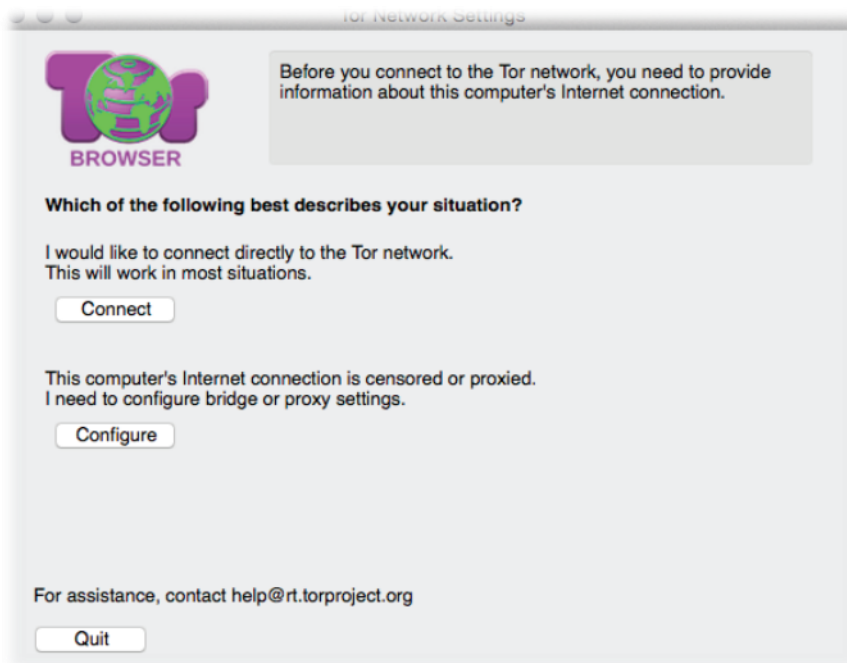 Tor Network Settings
Tor
BROWSER
Before you connect to the Tor network, you need to provide
information about this computer's Internet connection.
Which of the following best describes your situation?
I would like to connect directly to the Tor network.
This will work in most situations.
Connect
This computer's Internet connection is censored or proxied.
I need to configure bridge or proxy settings.
Configure
For assistance, contact help@rt.torproject.org
Quit